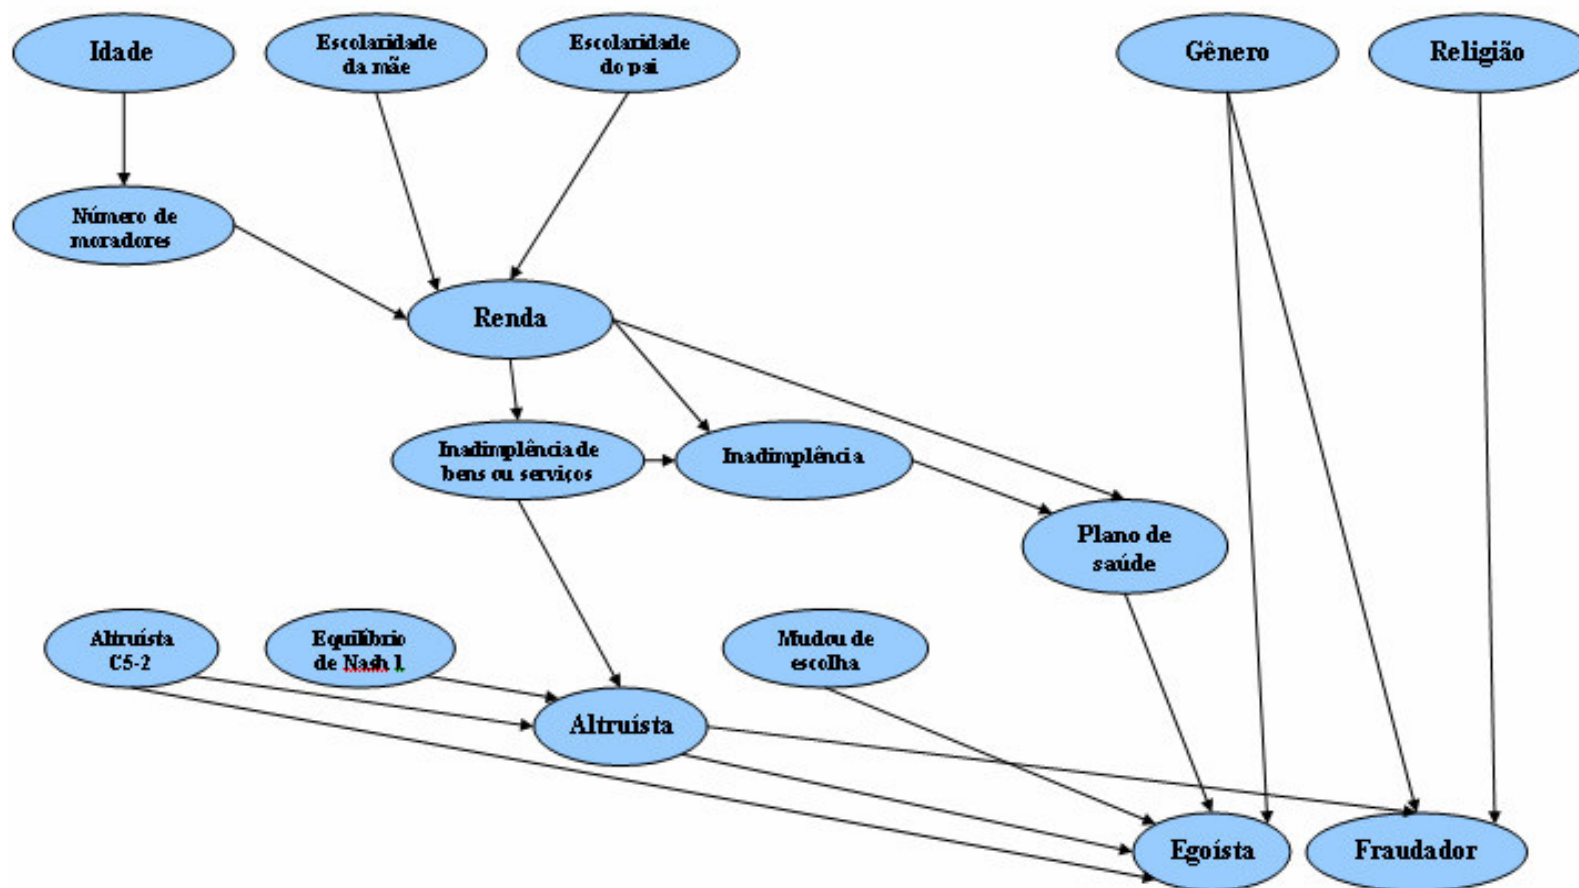 Idade
Escolaridade
da mãe
Escolaridade
do pai
Gênero
Religião
Número de
moradores
Renda
Inadimplência de
bens ou serviços
Inadimplência
Plano de
saúde
Altruísta
C5-2
Equilíbrio
de Nash 1
Mudou de
escolha
Altruísta
Egoísta
Fraudador